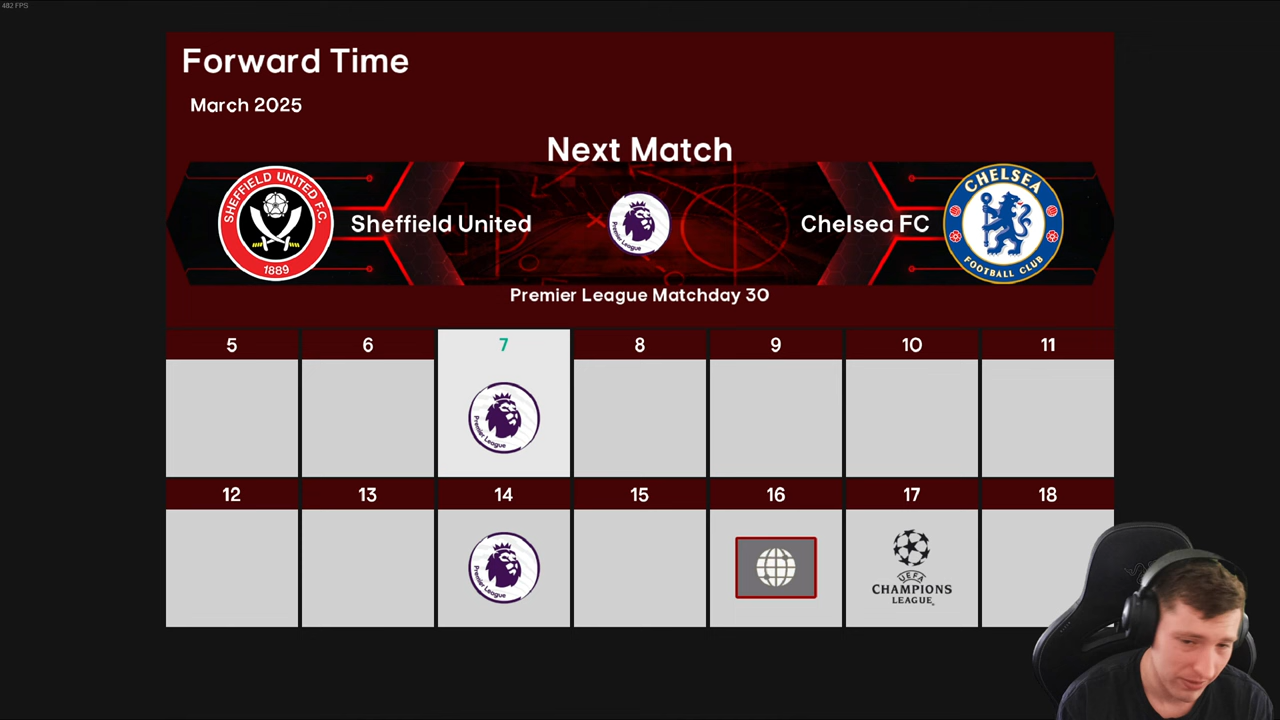 482 FPS
Forward Time
March 2025
Next Match
SHEFFIELD UNITED F.C.
1889
Sheffield United
Premier League
Chelsea FC
CHELSEA
FOOTBALL CLUB
Premier League Matchday 30
5 6 7 8 9 10 11
Premier League
12 13 14 15 16 17 18
Premier League
UEFA
CHAMPIONS
LEAGUE